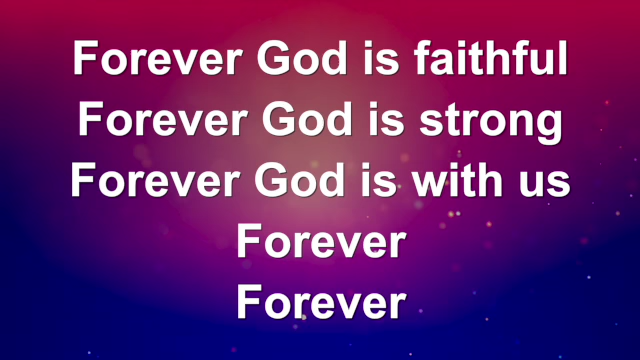 Forever God is faithful
Forever God is strong
Forever God is with us
Forever
Forever